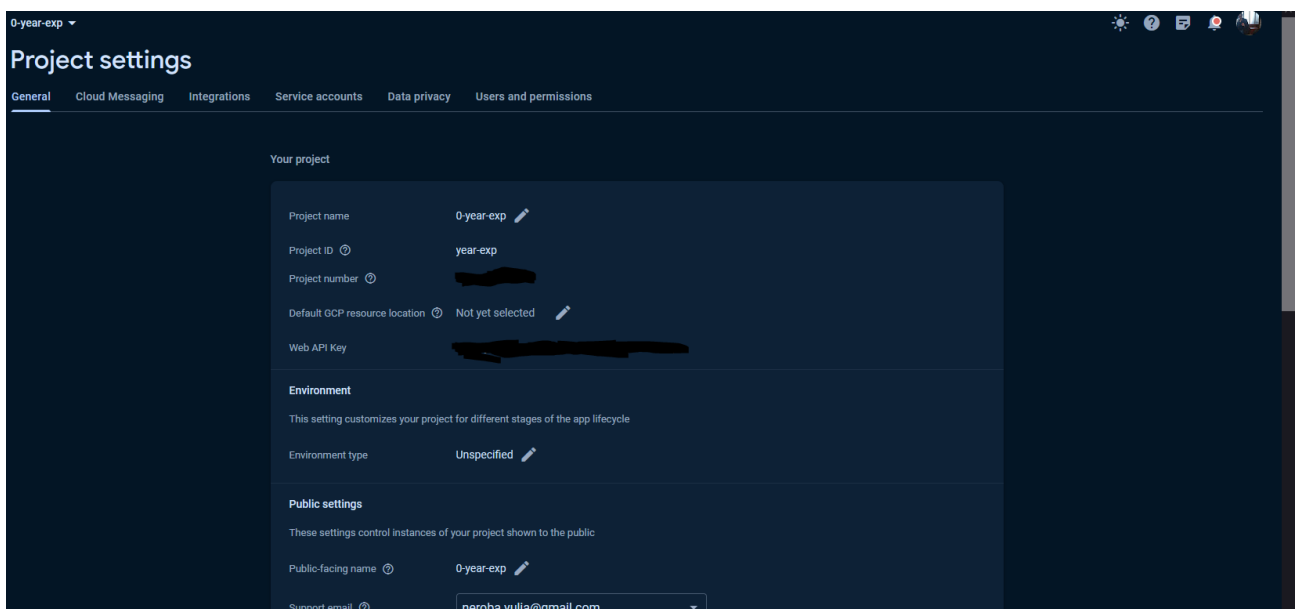 0-year-exp
Project settings
General Cloud Messaging Integrations Service accounts Data privacy Users and permissions
Your project
Project name 0-year-exp
Project ID year-exp
Project number
Default GCP resource location Not yet selected
Web API Key
Environment
This setting customizes your project for different stages of the app lifecycle
Environment type Unspecified
Public settings
These settings control instances of your project shown to the public
Public-facing name 0-year-exp
Support email neroba.yulia@gmail.com